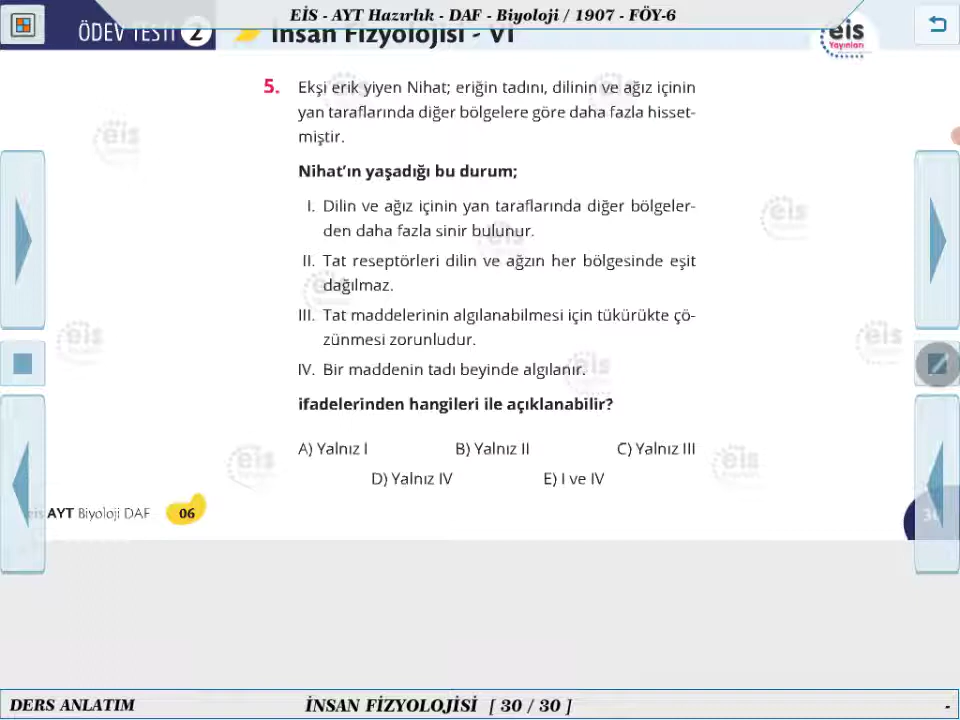 EİS - AYT Hazırlık - DAF - Biyoloji / 1907 - FÖY-6
ÖDEV TESTİ 2
İnsan Fizyolojisi - VI
eis
Yayınları
5. Ekşi erik yiyen Nihat; eriğin tadını, dilinin ve ağız içinin
yan taraflarında diğer bölgelere göre daha fazla hisset-
miştir.
Nihat'ın yaşadığı bu durum;
I. Dilin ve ağız içinin yan taraflarında diğer bölgeler-
den daha fazla sinir bulunur.
II. Tat reseptörleri dilin ve ağzın her bölgesinde eşit
dağılmaz.
III. Tat maddelerinin algılanabilmesi için tükürükte çö-
zünmesi zorunludur.
IV. Bir maddenin tadı beyinde algılanır.
ifadelerinden hangileri ile açıklanabilir?
A) Yalnız I B) Yalnız II C) Yalnız III
D) Yalnız IV E) I ve IV
eis AYT Biyoloji DAF 06
30
DERS ANLATIM
İNSAN FİZYOLOJİSİ [ 30 / 30 ]
-